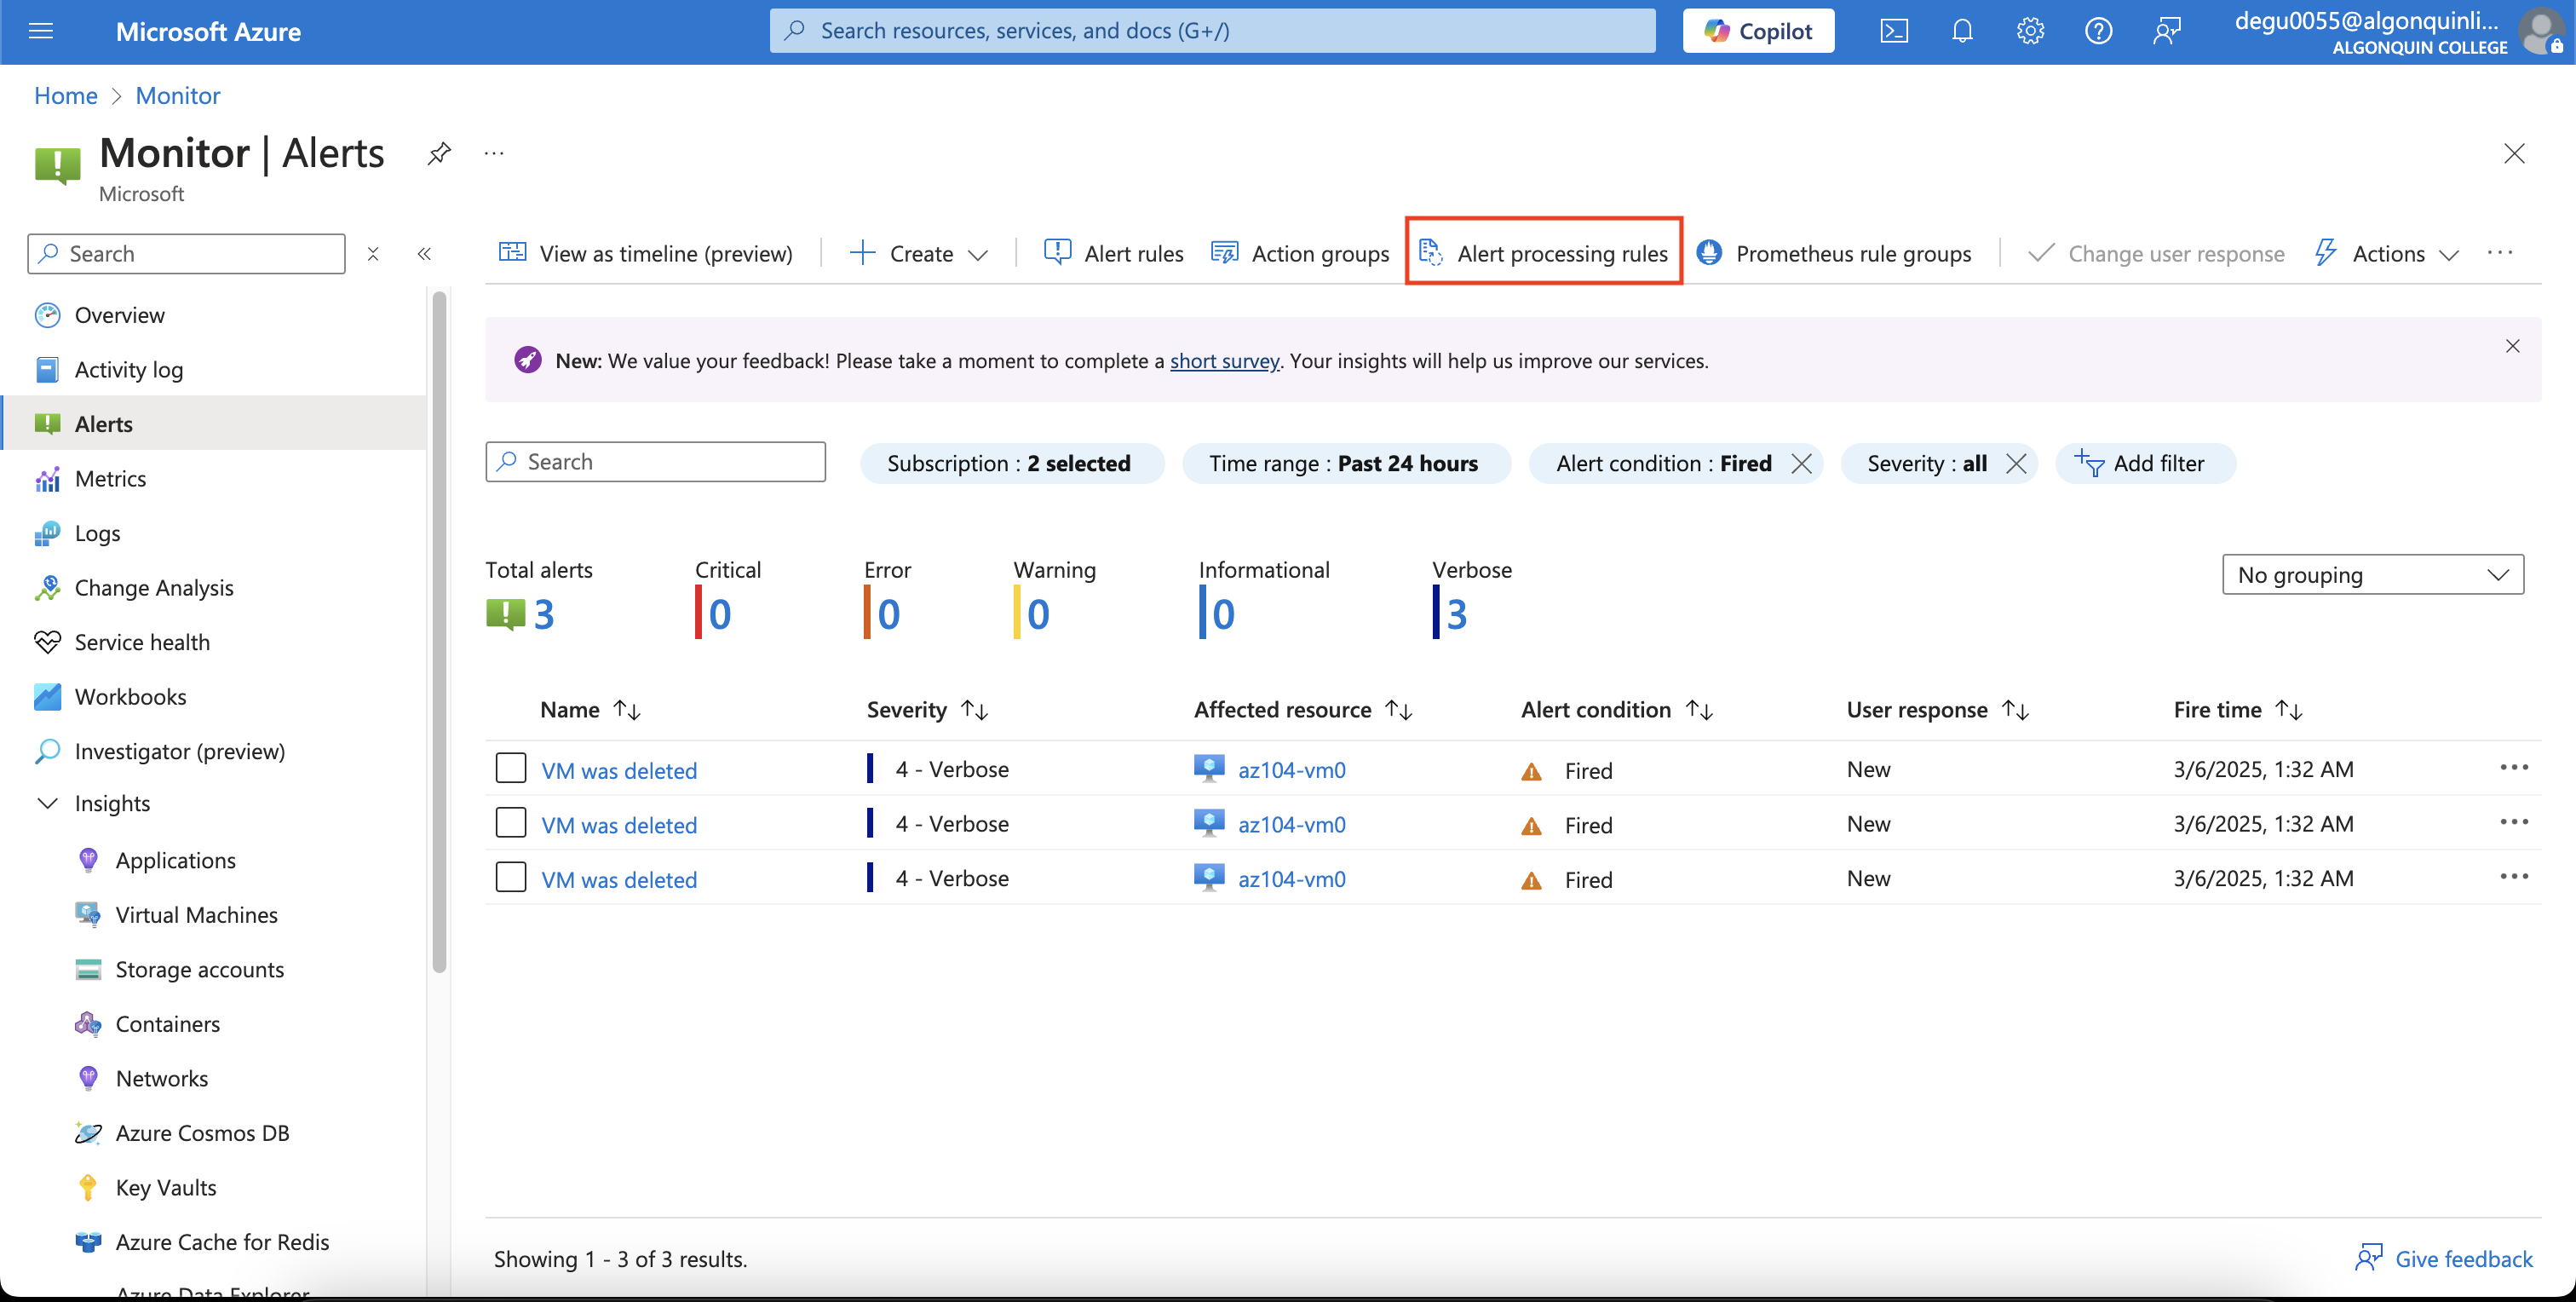 Microsoft Azure
Search resources, services, and docs (G+/)
Copilot
degu0055@algonquinli...
ALGONQUIN COLLEGE
Home > Monitor
Monitor | Alerts
...
Microsoft
Search
View as timeline (preview)
Create
Alert rules
Action groups
Alert processing rules
Prometheus rule groups
Change user response
Actions
...
Overview
Activity log
Alerts
Metrics
Logs
Change Analysis
Service health
Workbooks
Investigator (preview)
Insights
Applications
Virtual Machines
Storage accounts
Containers
Networks
Azure Cosmos DB
Key Vaults
Azure Cache for Redis
Azure Data Explorer
New: We value your feedback! Please take a moment to complete a short survey. Your insights will help us improve our services.
Search
Subscription : 2 selected
Time range : Past 24 hours
Alert condition : Fired
Severity : all
Add filter
Total alerts
3
Critical
0
Error
0
Warning
0
Informational
0
Verbose
3
No grouping
Name Severity Affected resource Alert condition User response Fire time
VM was deleted 4 - Verbose az104-vm0 Fired New 3/6/2025, 1:32 AM
VM was deleted 4 - Verbose az104-vm0 Fired New 3/6/2025, 1:32 AM
VM was deleted 4 - Verbose az104-vm0 Fired New 3/6/2025, 1:32 AM
Showing 1 - 3 of 3 results.
Give feedback